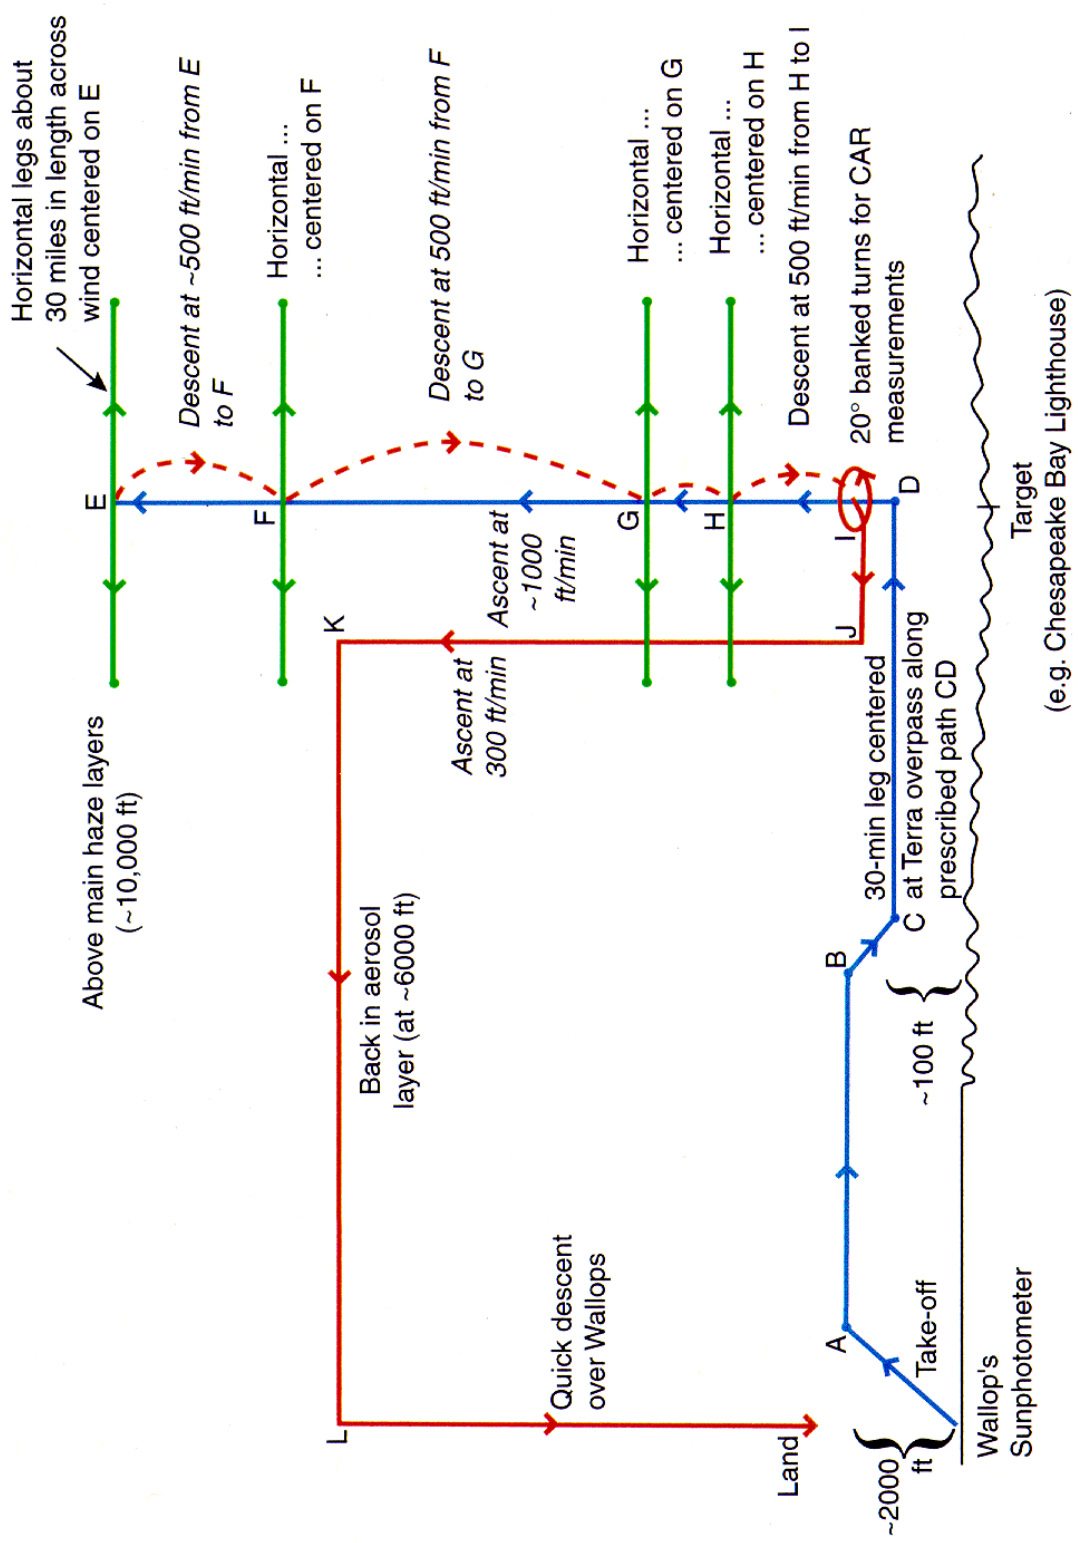 Horizontal legs about
30 miles in length across
wind centered on E
Above main haze layers
(~10,000 ft)
E
Descent at ~500 ft/min from E
to F
F
Horizontal ...
... centered on F
L
K
Back in aerosol
layer (at ~6000 ft)
Ascent at
300 ft/min
Ascent at
~1000
ft/min
Descent at 500 ft/min from F
to G
Quick descent
over Wallops
G
Horizontal ...
... centered on G
H
Horizontal ...
... centered on H
Land
Descent at 500 ft/min from H to I
A
B
J
I
20° banked turns for CAR
measurements
~2000
ft
Take-off
~100 ft
C
30-min leg centered
at Terra overpass along
prescribed path CD
D
Wallop's
Sunphotometer
Target
(e.g. Chesapeake Bay Lighthouse)